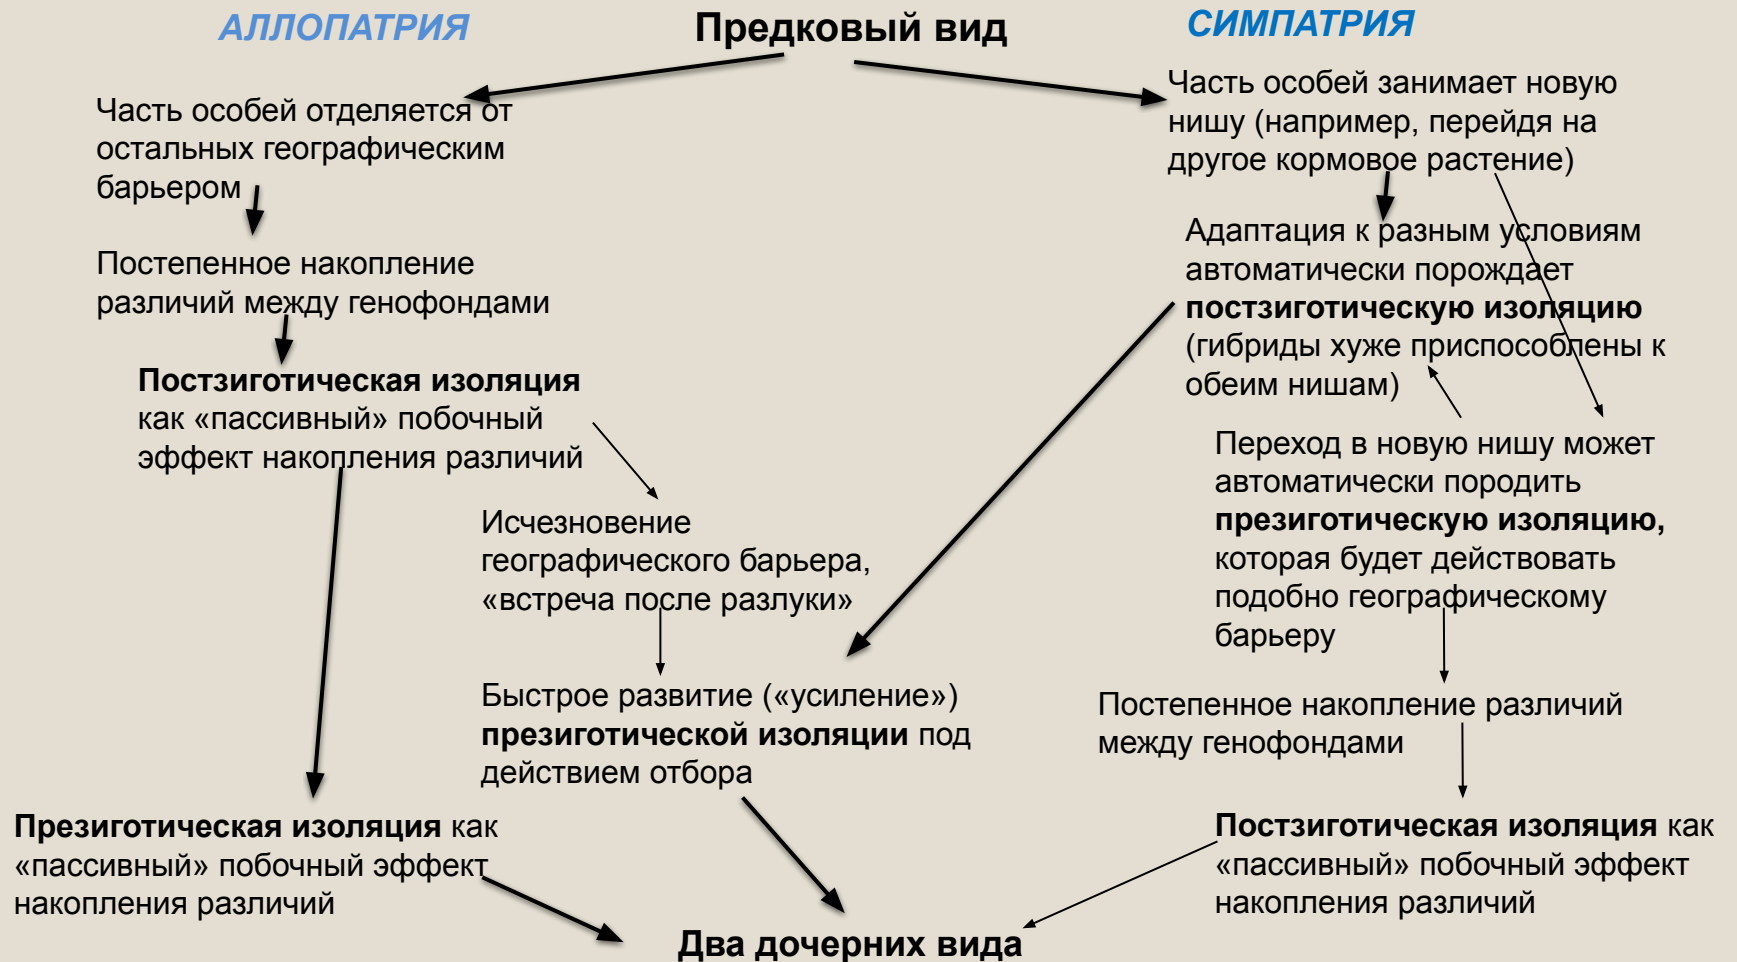 АЛЛОПАТРИЯ
Предковый вид
СИМПАТРИЯ
Часть особей отделяется от
остальных географическим
барьером
Постепенное накопление
различий между генофондами
Постзиготическая изоляция
как «пассивный» побочный
эффект накопления различий
Исчезновение
географического барьера,
«встреча после разлуки»
Быстрое развитие («усиление»)
презиготической изоляции под
действием отбора
Презиготическая изоляция как
«пассивный» побочный эффект
накопления различий
Часть особей занимает новую
нишу (например, перейдя на
другое кормовое растение)
Адаптация к разным условиям
автоматически порождает
постзиготическую изоляцию
(гибриды хуже приспособлены к
обеим нишам)
Переход в новую нишу может
автоматически породить
презиготическую изоляцию,
которая будет действовать
подобно географическому
барьеру
Постепенное накопление различий
между генофондами
Постзиготическая изоляция как
«пассивный» побочный эффект
накопления различий
Два дочерних вида